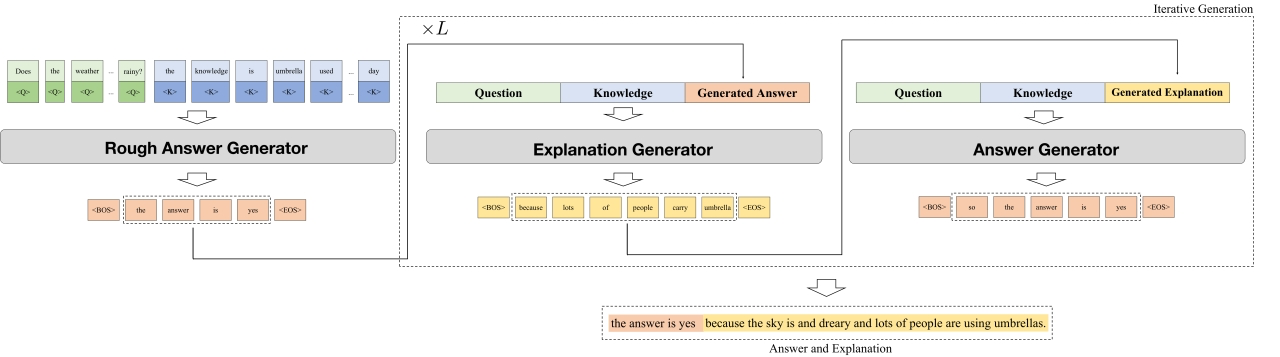 Iterative Generation
×L
Does the weather ... rainy? the knowledge is umbrella used ... day
<Q> <Q> <Q> ... <Q> <K> <K> <K> <K> <K> ... <K>
Rough Answer Generator
<BOS> the answer is yes <EOS>
Question Knowledge Generated Answer
Explanation Generator
<BOS> because lots of people carry umbrella <EOS>
Question Knowledge Generated Explanation
Answer Generator
<BOS> so the answer is yes <EOS>
the answer is yes because the sky is and dreary and lots of people are using umbrellas.
Answer and Explanation